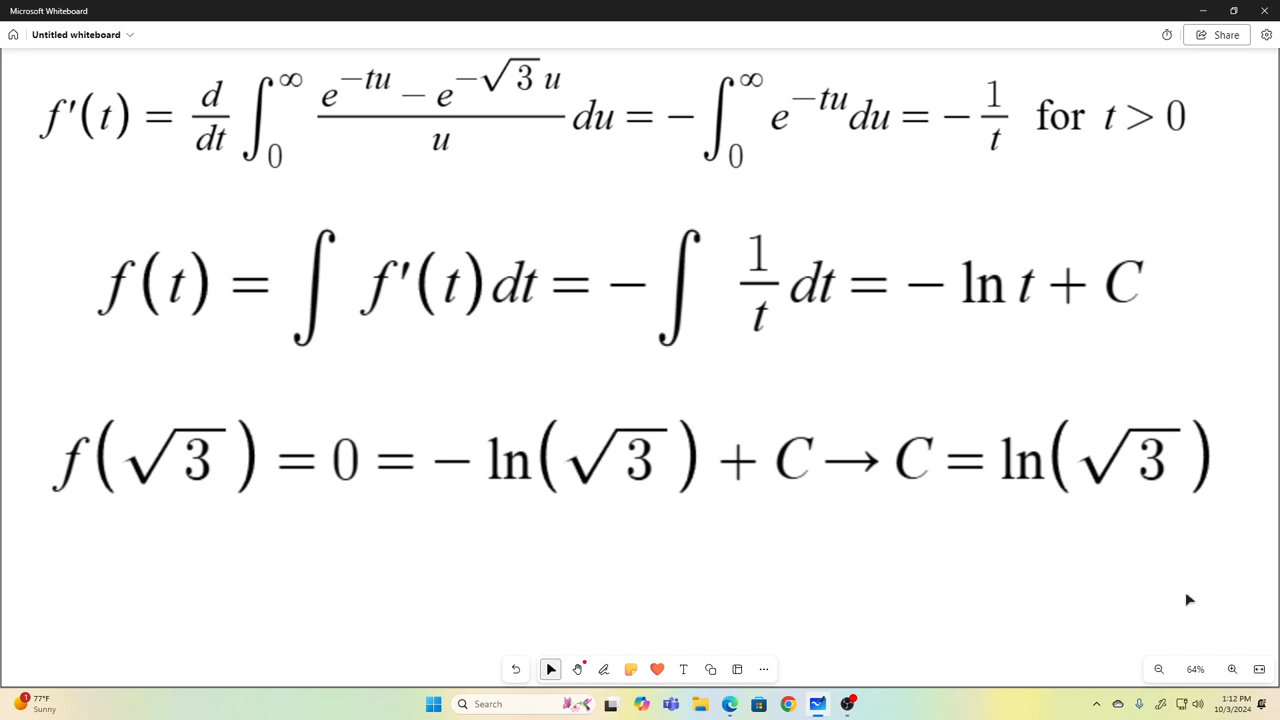 Microsoft Whiteboard
Untitled whiteboard
Share
f'(t) = d/dt ∫₀^∞ (e^(−tu) − e^(−√3 u))/u du = − ∫₀^∞ e^(−tu) du = − 1/t for t > 0
f(t) = ∫ f'(t) dt = − ∫ 1/t dt = − ln t + C
f(√3) = 0 = − ln(√3) + C → C = ln(√3)
64%
1
77°F
Sunny
Search
1:12 PM
10/3/2024